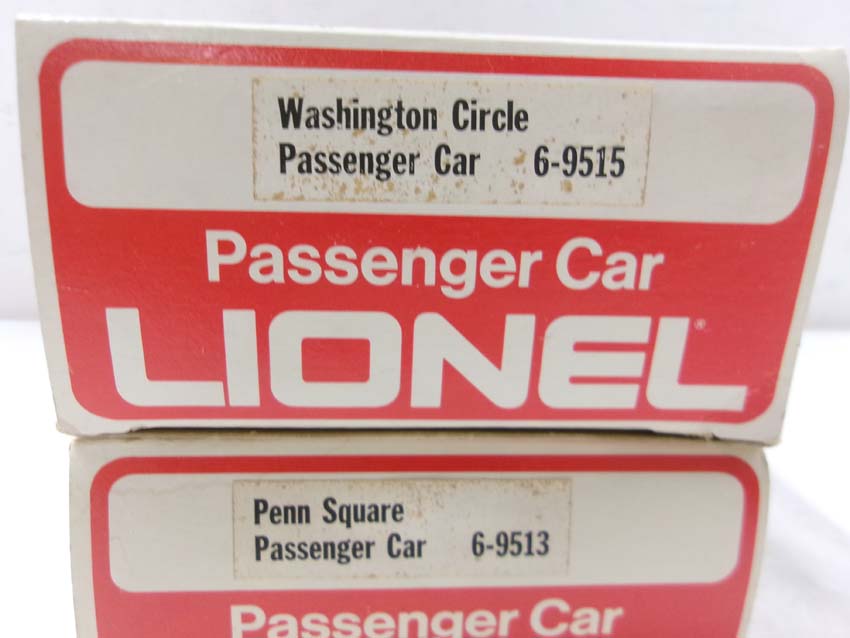 Washington Circle
Passenger Car 6-9515
Passenger Car
LIONEL®
Penn Square
Passenger Car 6-9513
Passenger Car